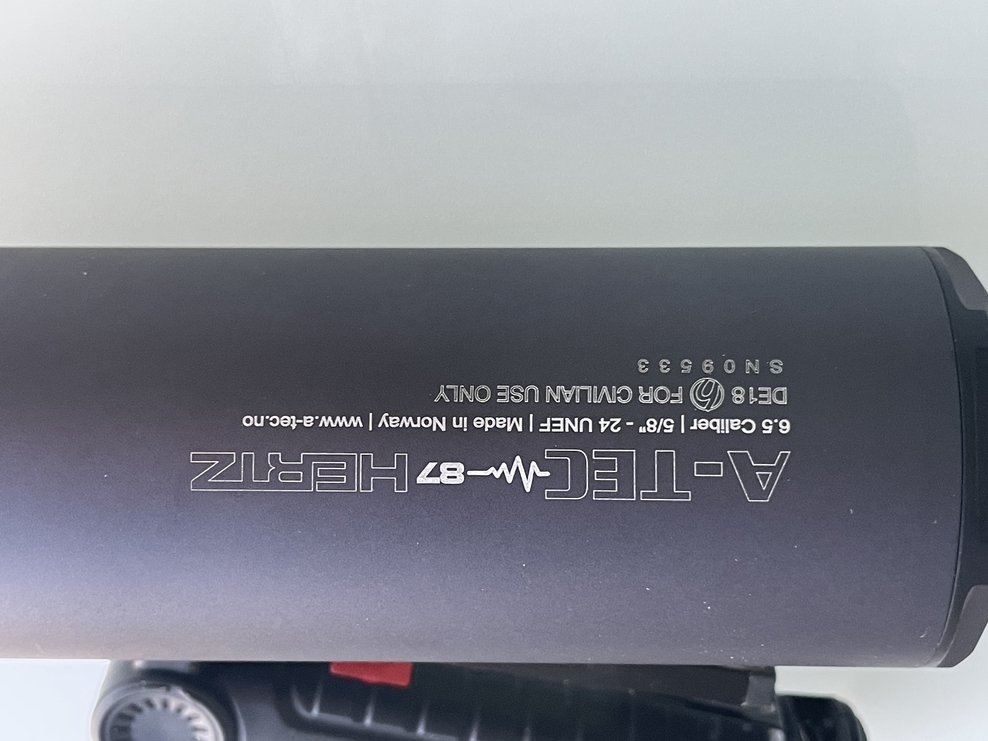 A-TEC 87 HERTZ
6.5 Caliber | 5/8" - 24 UNEF | Made in Norway | www.a-tec.no
DE18 FOR CIVILIAN USE ONLY
SN09533